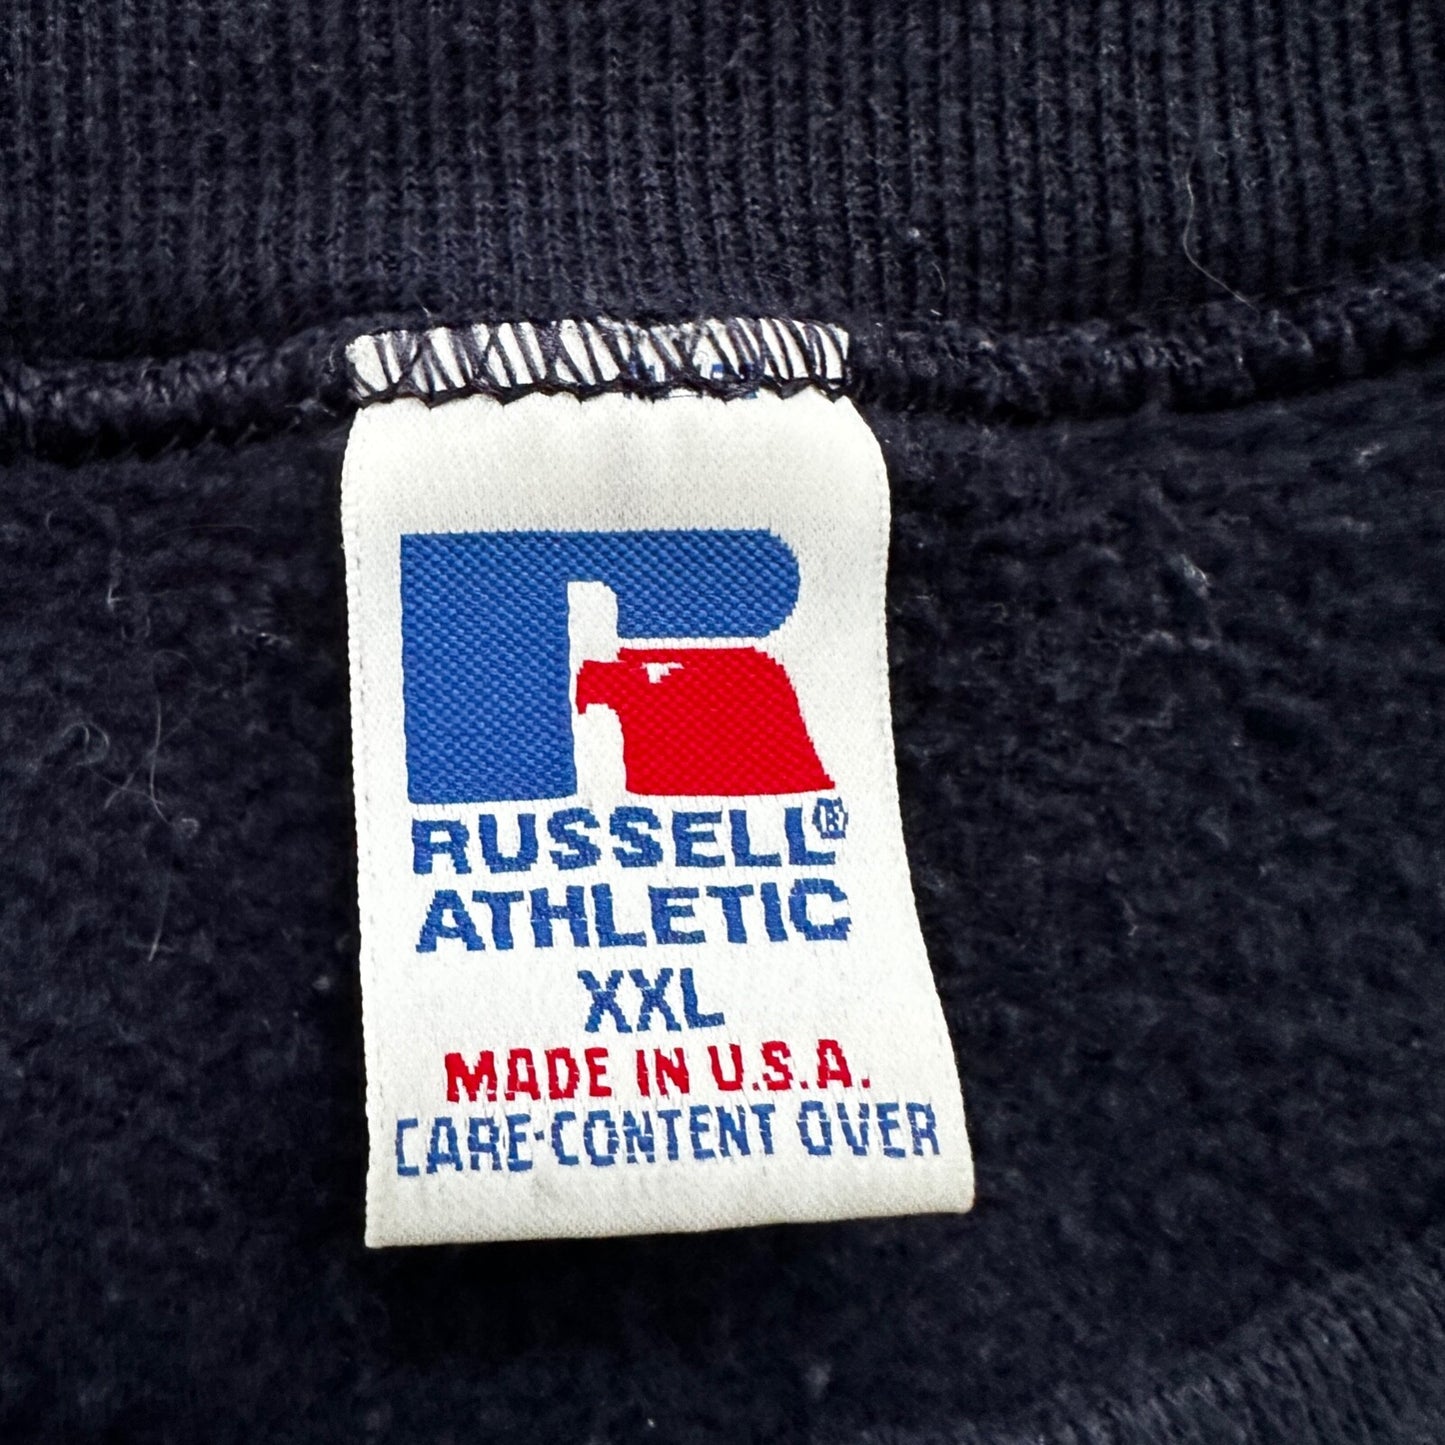 RUSSELL®
ATHLETIC
XXL
MADE IN U.S.A.
CARE-CONTENT OVER